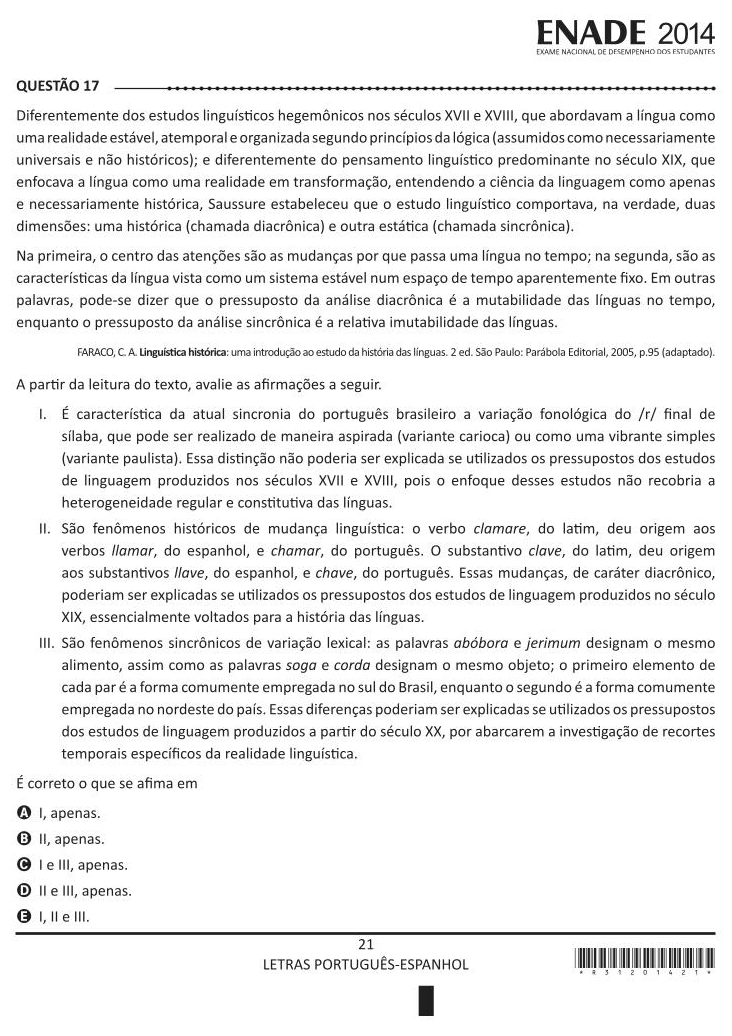 ENADE 2014
EXAME NACIONAL DE DESEMPENHO DOS ESTUDANTES
QUESTÃO 17
Diferentemente dos estudos linguísticos hegemônicos nos séculos XVII e XVIII, que abordavam a língua como
uma realidade estável, atemporal e organizada segundo princípios da lógica (assumidos como necessariamente
universais e não históricos); e diferentemente do pensamento linguístico predominante no século XIX, que
enfocava a língua como uma realidade em transformação, entendendo a ciência da linguagem como apenas
e necessariamente histórica, Saussure estabeleceu que o estudo linguístico comportava, na verdade, duas
dimensões: uma histórica (chamada diacrônica) e outra estática (chamada sincrônica).
Na primeira, o centro das atenções são as mudanças por que passa uma língua no tempo; na segunda, são as
características da língua vista como um sistema estável num espaço de tempo aparentemente fixo. Em outras
palavras, pode-se dizer que o pressuposto da análise diacrônica é a mutabilidade das línguas no tempo,
enquanto o pressuposto da análise sincrônica é a relativa imutabilidade das línguas.
FARACO, C. A. Linguística histórica: uma introdução ao estudo da história das línguas. 2 ed. São Paulo: Parábola Editorial, 2005, p.95 (adaptado).
A partir da leitura do texto, avalie as afirmações a seguir.
I. É característica da atual sincronia do português brasileiro a variação fonológica do /r/ final de
sílaba, que pode ser realizado de maneira aspirada (variante carioca) ou como uma vibrante simples
(variante paulista). Essa distinção não poderia ser explicada se utilizados os pressupostos dos estudos
de linguagem produzidos nos séculos XVII e XVIII, pois o enfoque desses estudos não recobria a
heterogeneidade regular e constitutiva das línguas.
II. São fenômenos históricos de mudança linguística: o verbo clamare, do latim, deu origem aos
verbos llamar, do espanhol, e chamar, do português. O substantivo clave, do latim, deu origem
aos substantivos llave, do espanhol, e chave, do português. Essas mudanças, de caráter diacrônico,
poderiam ser explicadas se utilizados os pressupostos dos estudos de linguagem produzidos no século
XIX, essencialmente voltados para a história das línguas.
III. São fenômenos sincrônicos de variação lexical: as palavras abóbora e jerimum designam o mesmo
alimento, assim como as palavras soga e corda designam o mesmo objeto; o primeiro elemento de
cada par é a forma comumente empregada no sul do Brasil, enquanto o segundo é a forma comumente
empregada no nordeste do país. Essas diferenças poderiam ser explicadas se utilizados os pressupostos
dos estudos de linguagem produzidos a partir do século XX, por abarcarem a investigação de recortes
temporais específicos da realidade linguística.
É correto o que se afima em
A I, apenas.
B II, apenas.
C I e III, apenas.
D II e III, apenas.
E I, II e III.
21
LETRAS PORTUGUÊS-ESPANHOL
*R31201421*